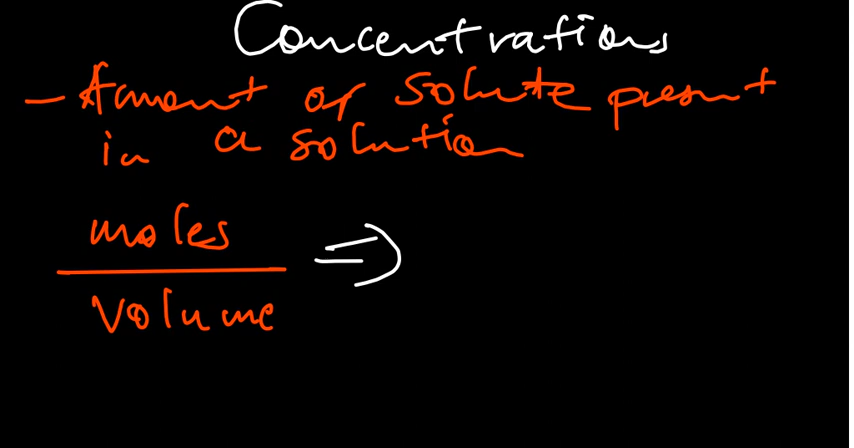 Concentrations
- Amount of solute present
in a solution
moles
volume
⇒